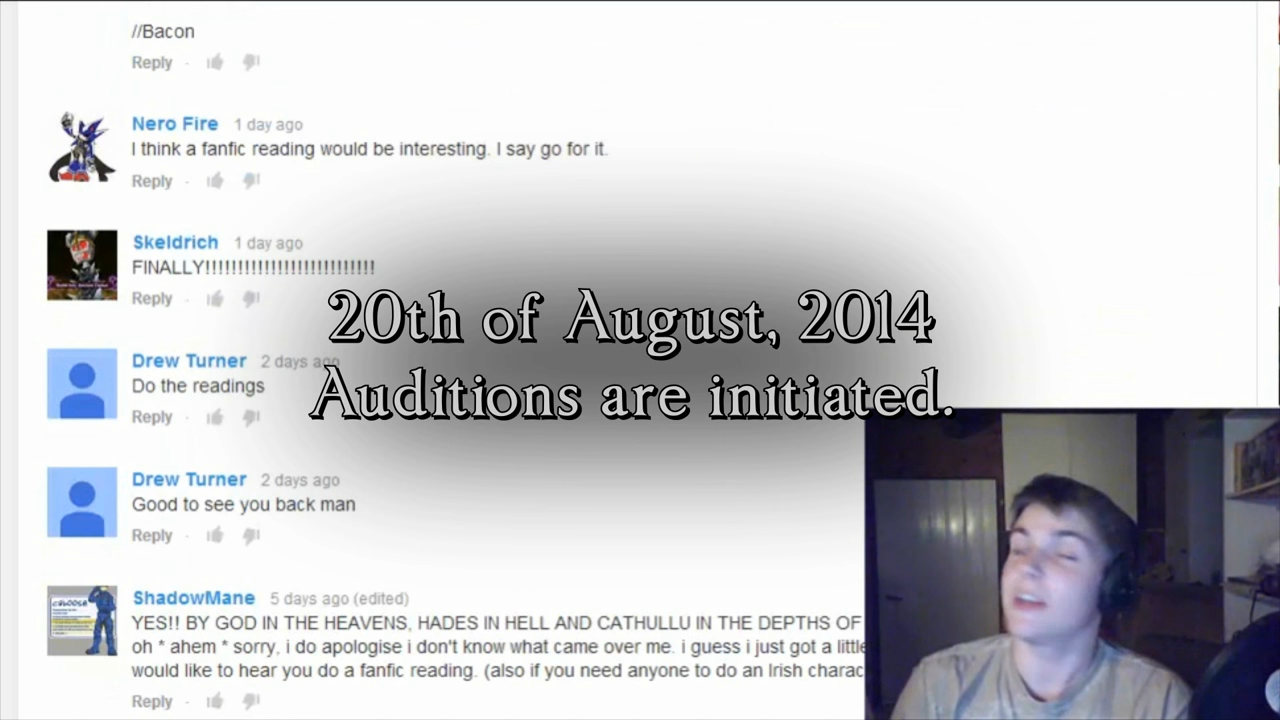 //Bacon
Reply
Nero Fire 1 day ago
I think a fanfic reading would be interesting. I say go for it.
Reply
Skeldrich 1 day ago
FINALLY!!!!!!!!!!!!!!!!!!!!!!!!!!
Reply
20th of August, 2014
Drew Turner 2 days ago
Do the readings
Auditions are initiated.
Reply
Drew Turner 2 days ago
Good to see you back man
Reply
ShadowMane 5 days ago (edited)
YES!! BY GOD IN THE HEAVENS, HADES IN HELL AND CATHULLU IN THE DEPTHS OF
oh * ahem * sorry, i do apologise i don't know what came over me. i guess i just got a little
would like to hear you do a fanfic reading. (also if you need anyone to do an Irish charac
Reply